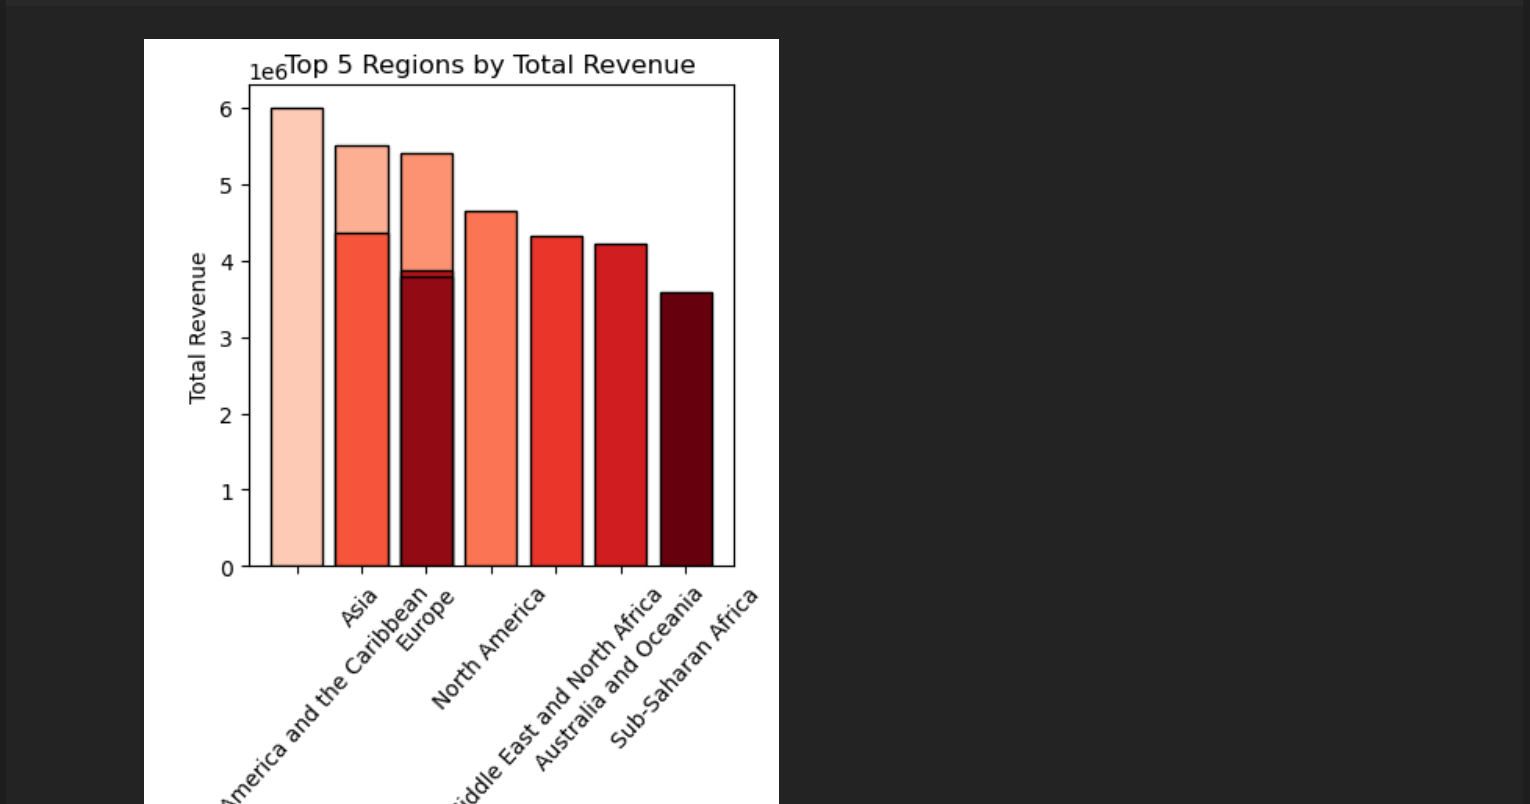 Top 5 Regions by Total Revenue
1e6
6
5
4
3
2
1
0
Total Revenue
America and the Caribbean
Asia
Europe
North America
iddle East and North Africa
Australia and Oceania
Sub-Saharan Africa